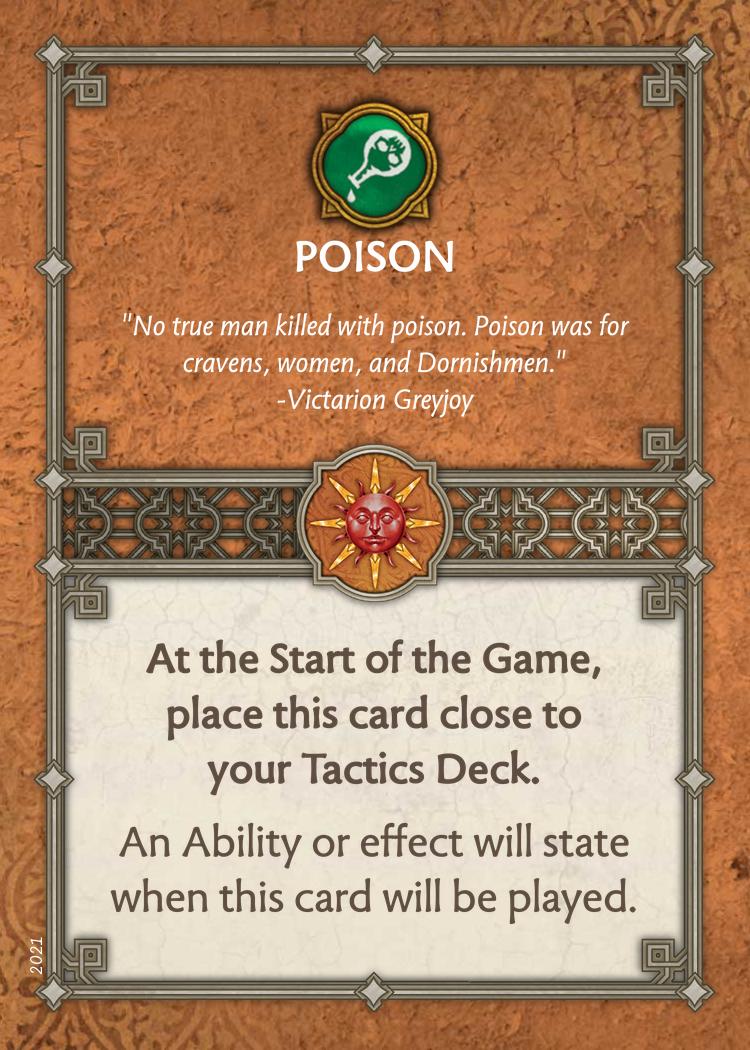 POISON
"No true man killed with poison. Poison was for
cravens, women, and Dornishmen."
-Victarion Greyjoy
At the Start of the Game,
place this card close to
your Tactics Deck.
An Ability or effect will state
when this card will be played.
2021